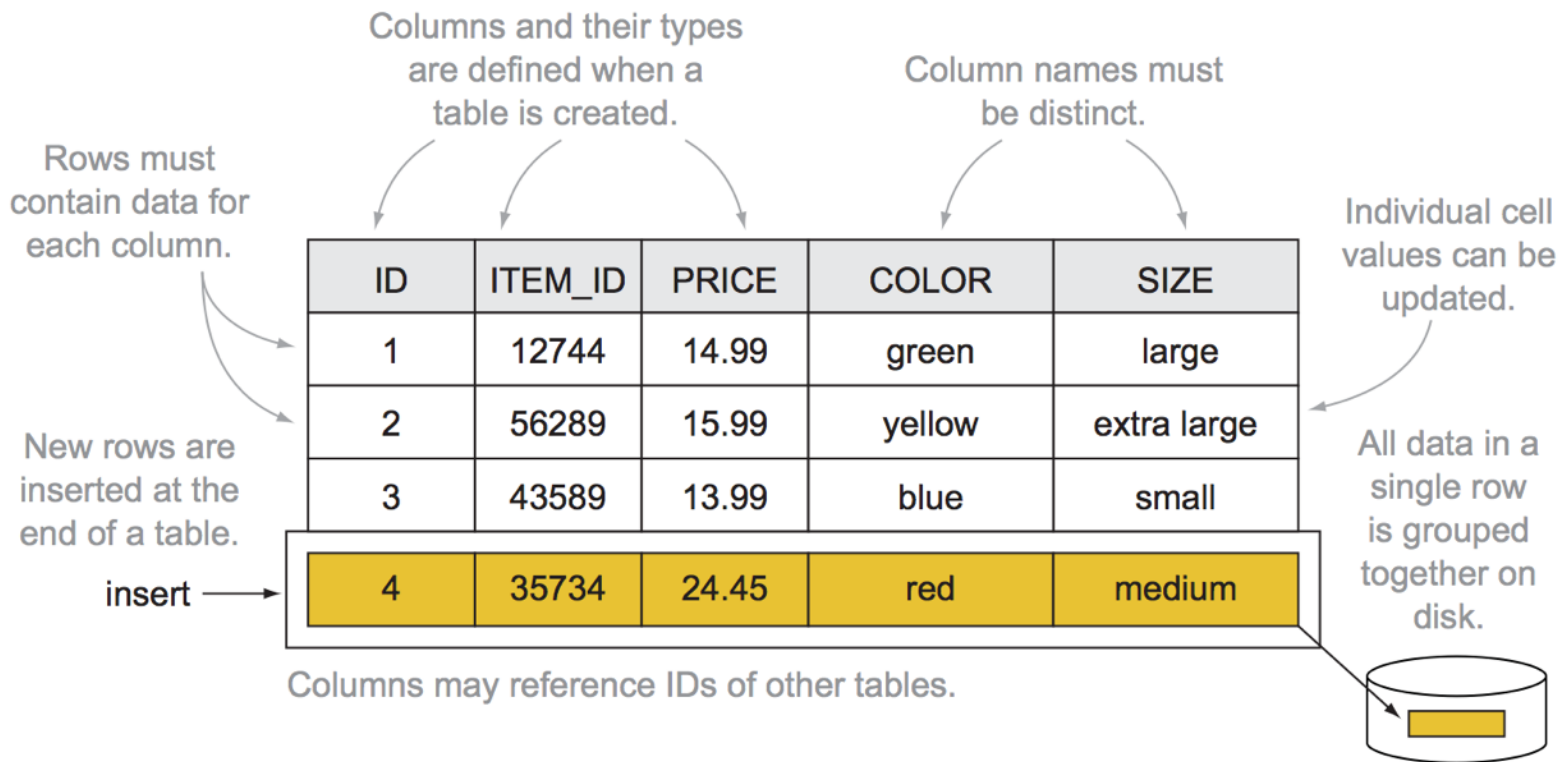 Columns and their types
are defined when a
table is created.
Column names must
be distinct.
Rows must
contain data for
each column.
Individual cell
values can be
updated.
ID ITEM_ID PRICE COLOR SIZE
1 12744 14.99 green large
2 56289 15.99 yellow extra large
3 43589 13.99 blue small
New rows are
inserted at the
end of a table.
insert
4 35734 24.45 red medium
All data in a
single row
is grouped
together on
disk.
Columns may reference IDs of other tables.